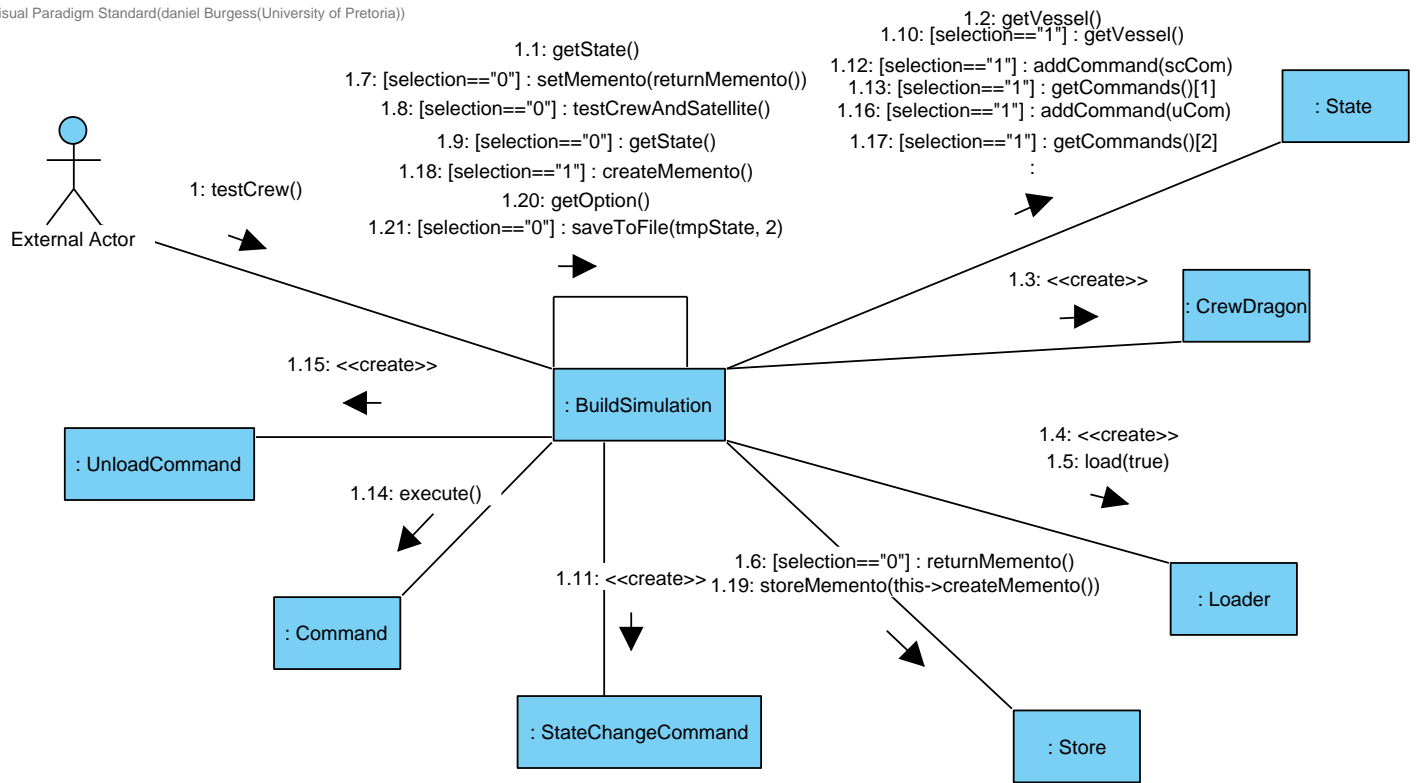 isual Paradigm Standard(daniel Burgess(University of Pretoria))
1.2: getVessel()
1.10: [selection=="1"] : getVessel()
1.12: [selection=="1"] : addCommand(scCom)
1.13: [selection=="1"] : getCommands()[1]
1.16: [selection=="1"] : addCommand(uCom)
1.17: [selection=="1"] : getCommands()[2]
:
1.1: getState()
1.7: [selection=="0"] : setMemento(returnMemento())
1.8: [selection=="0"] : testCrewAndSatellite()
1.9: [selection=="0"] : getState()
1.18: [selection=="1"] : createMemento()
1.20: getOption()
1.21: [selection=="0"] : saveToFile(tmpState, 2)
: State
1: testCrew()
External Actor
1.3: <<create>>
: CrewDragon
1.15: <<create>>
: BuildSimulation
: UnloadCommand
1.4: <<create>>
1.5: load(true)
1.14: execute()
1.6: [selection=="0"] : returnMemento()
1.11: <<create>>
1.19: storeMemento(this->createMemento())
: Loader
: Command
: StateChangeCommand
: Store